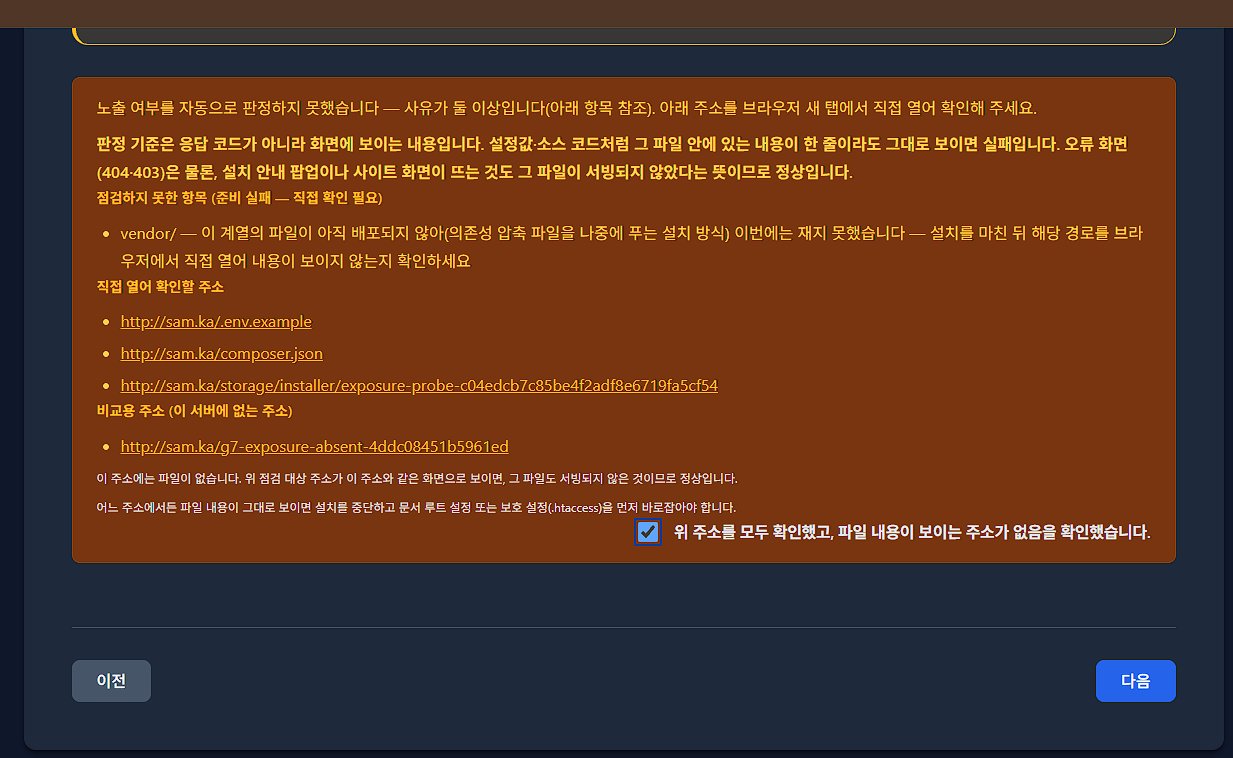 노출 여부를 자동으로 판정하지 못했습니다 — 사유가 둘 이상입니다(아래 항목 참조). 아래 주소를 브라우저 새 탭에서 직접 열어 확인해 주세요.
판정 기준은 응답 코드가 아니라 화면에 보이는 내용입니다. 설정값·소스 코드처럼 그 파일 안에 있는 내용이 한 줄이라도 그대로 보이면 실패입니다. 오류 화면
(404·403)은 물론, 설치 안내 팝업이나 사이트 화면이 뜨는 것도 그 파일이 서빙되지 않았다는 뜻이므로 정상입니다.
점검하지 못한 항목 (준비 실패 — 직접 확인 필요)
• vendor/ — 이 계열의 파일이 아직 배포되지 않아(의존성 압축 파일을 나중에 푸는 설치 방식) 이번에는 재지 못했습니다 — 설치를 마친 뒤 해당 경로를 브라
우저에서 직접 열어 내용이 보이지 않는지 확인하세요
직접 열어 확인할 주소
• http://sam.ka/.env.example
• http://sam.ka/composer.json
• http://sam.ka/storage/installer/exposure-probe-c04edcb7c85be4f2adf8e6719fa5cf54
비교용 주소 (이 서버에 없는 주소)
• http://sam.ka/g7-exposure-absent-4ddc08451b5961ed
이 주소에는 파일이 없습니다. 위 점검 대상 주소가 이 주소와 같은 화면으로 보이면, 그 파일도 서빙되지 않은 것이므로 정상입니다.
어느 주소에서든 파일 내용이 그대로 보이면 설치를 중단하고 문서 루트 설정 또는 보호 설정(.htaccess)을 먼저 바로잡아야 합니다.
위 주소를 모두 확인했고, 파일 내용이 보이는 주소가 없음을 확인했습니다.
이전
다음